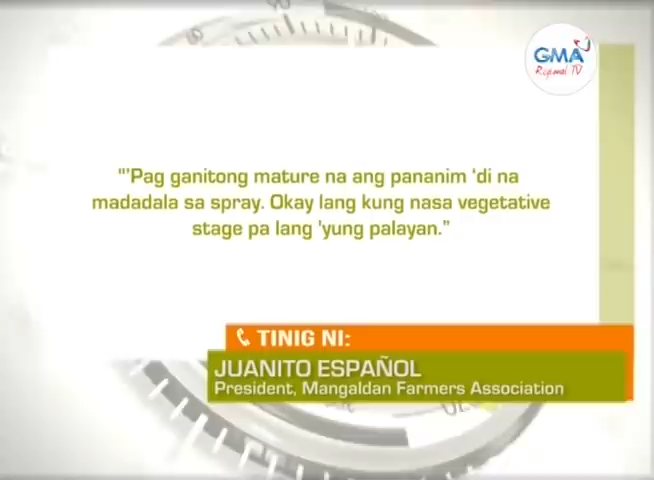 GMA
Regional TV
"'Pag ganitong mature na ang pananim 'di na
madadala sa spray. Okay lang kung nasa vegetative
stage pa lang 'yung palayan."
TINIG NI:
JUANITO ESPAÑOL
President, Mangaldan Farmers Association